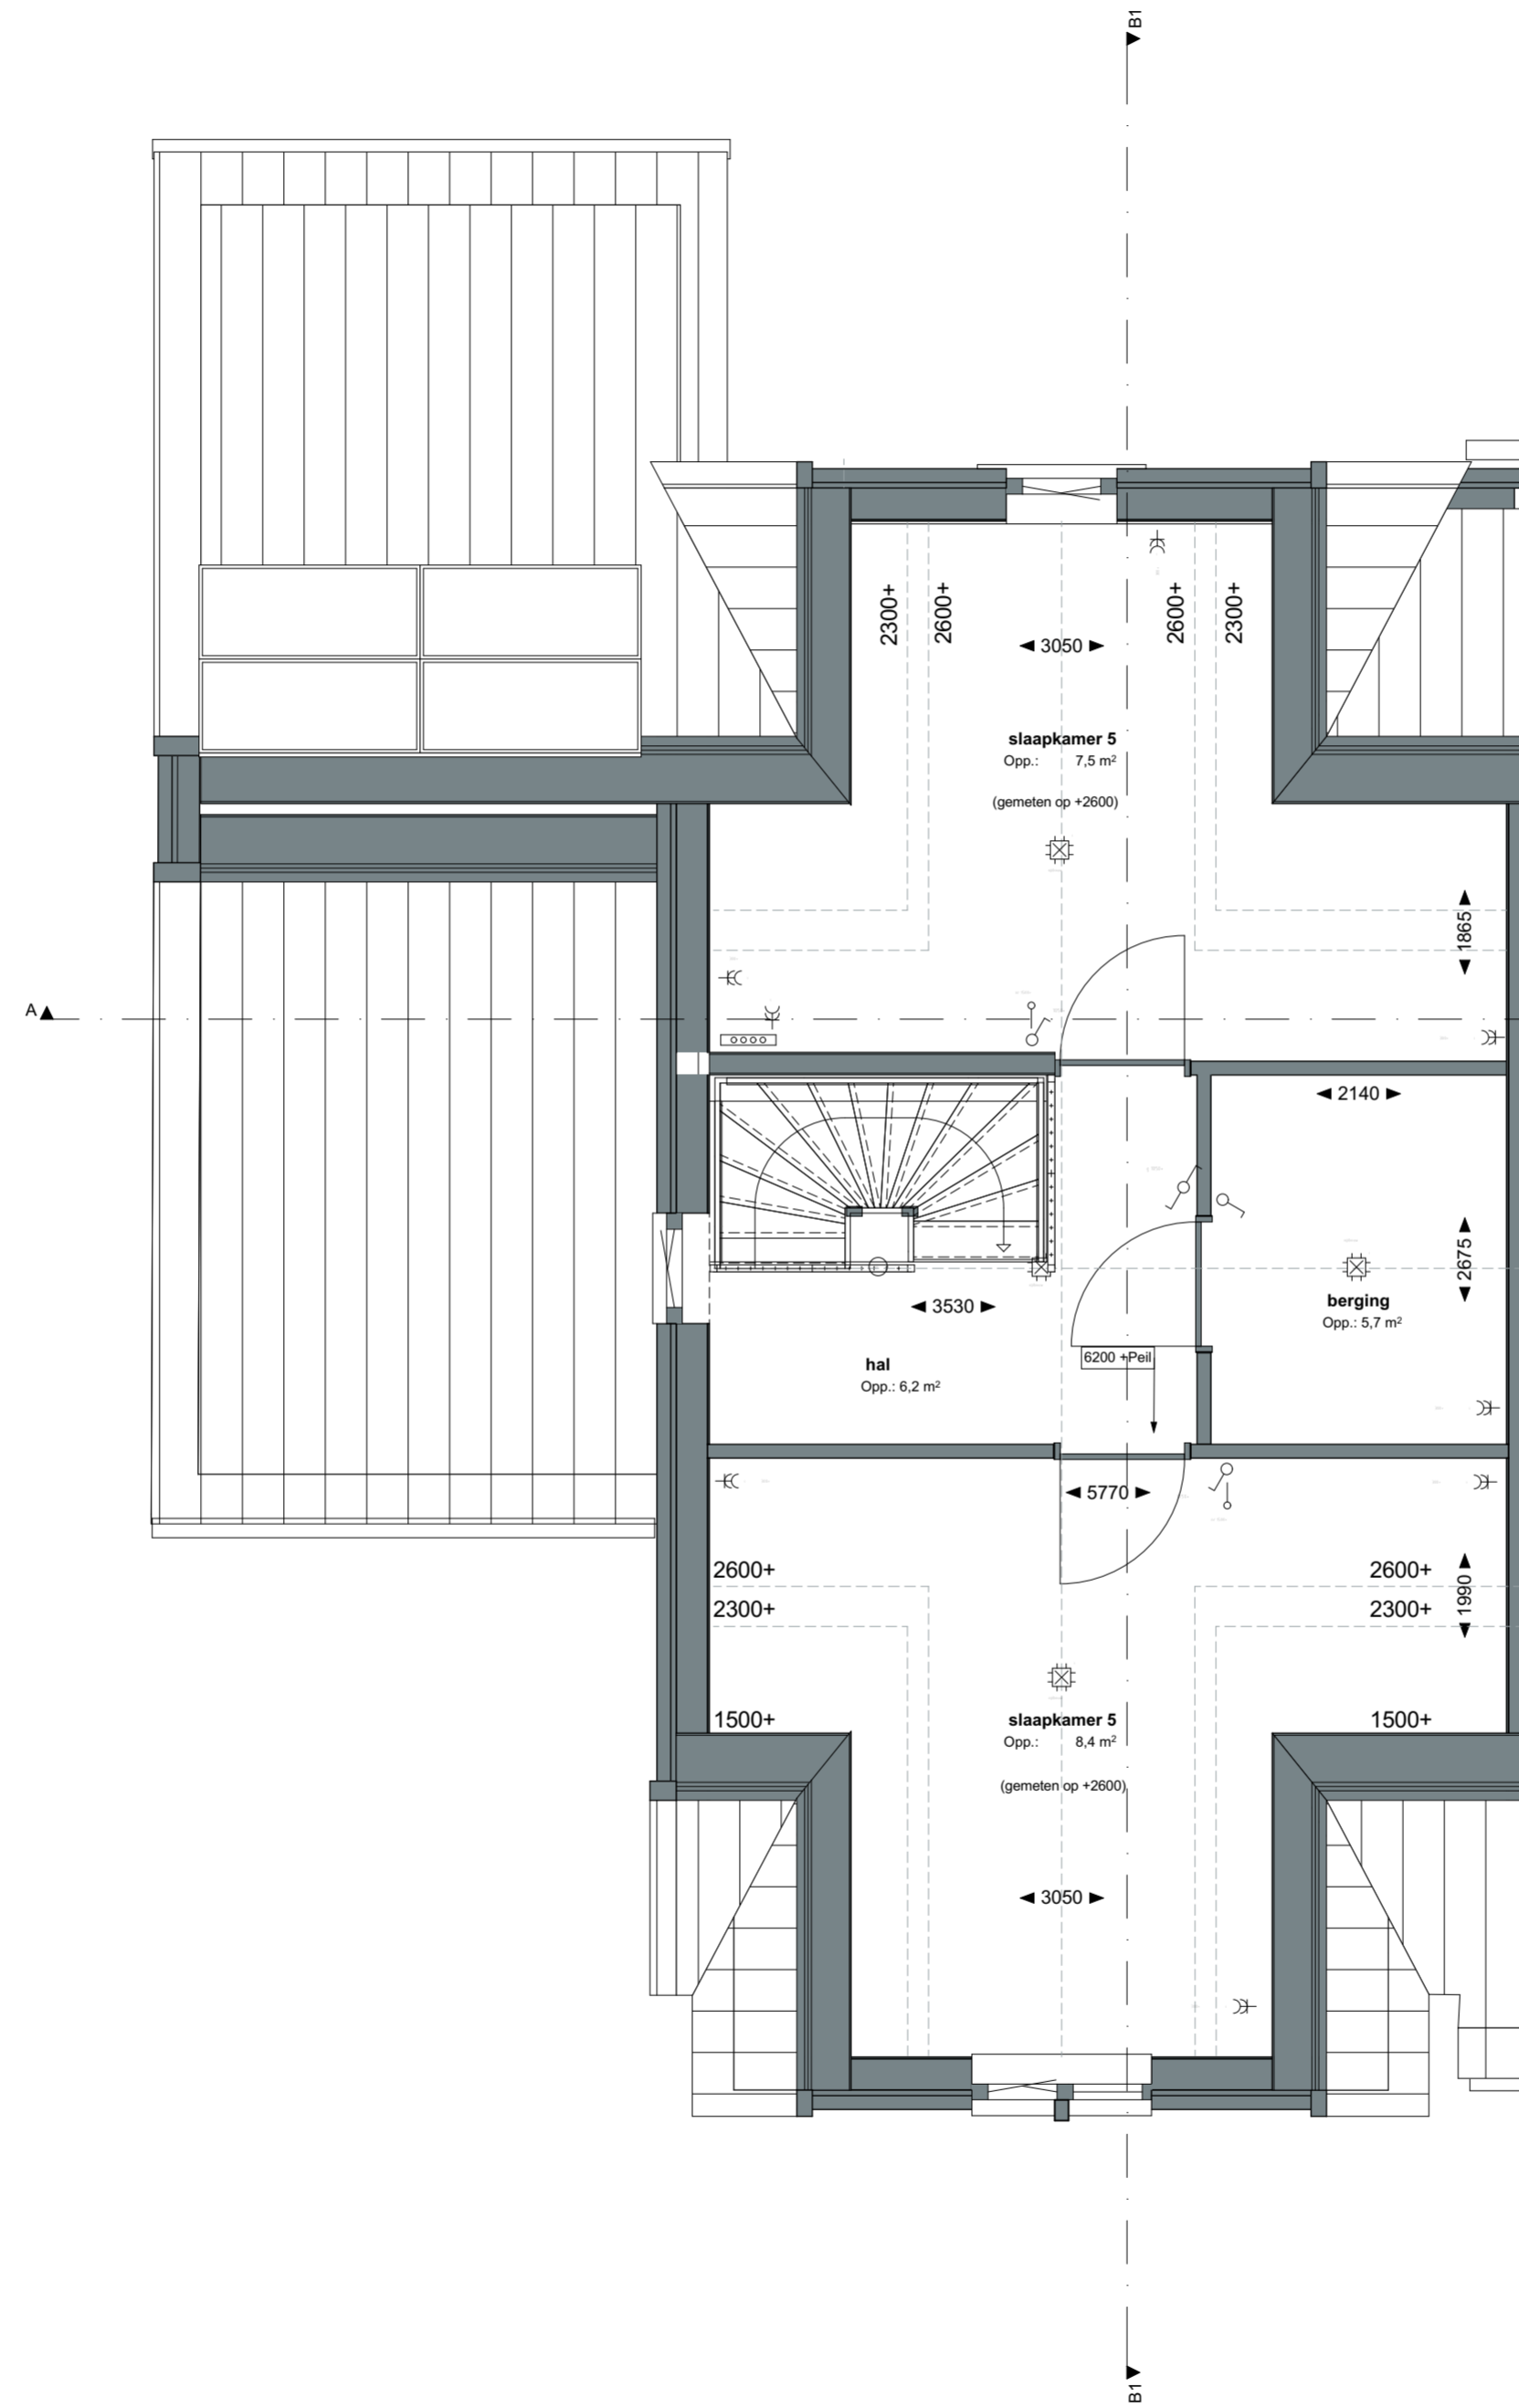 B1
2300+
2600+
2600+
2300+
3050
slaapkamer 5
Opp.: 7,5 m²
(gemeten op +2600)
1865
A
2140
2675
3530
berging
Opp.: 5,7 m²
6200 +Peil
hal
Opp.: 6,2 m²
5770
2600+
2600+
2300+
2300+
1990
1500+
slaapkamer 5
1500+
Opp.: 8,4 m²
(gemeten op +2600)
3050
B1